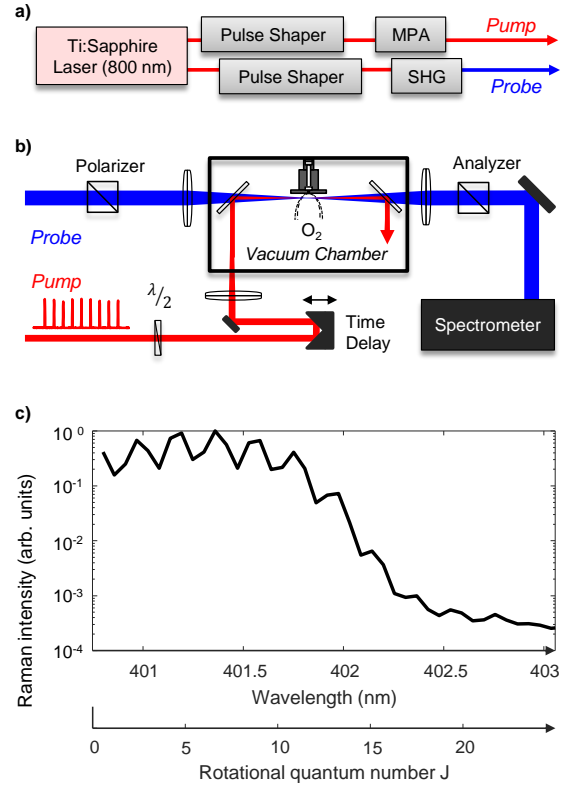 a)
Ti:Sapphire
Laser (800 nm)
Pulse Shaper
MPA
Pump
Pulse Shaper
SHG
Probe
b)
Polarizer
Analyzer
O₂
Vacuum Chamber
Probe
Pump
λ/2
Time
Delay
Spectrometer
c)
Raman intensity (arb. units)
10⁰
10⁻¹
10⁻²
10⁻³
10⁻⁴
401 401.5 402 402.5 403
Wavelength (nm)
0 5 10 15 20
Rotational quantum number J